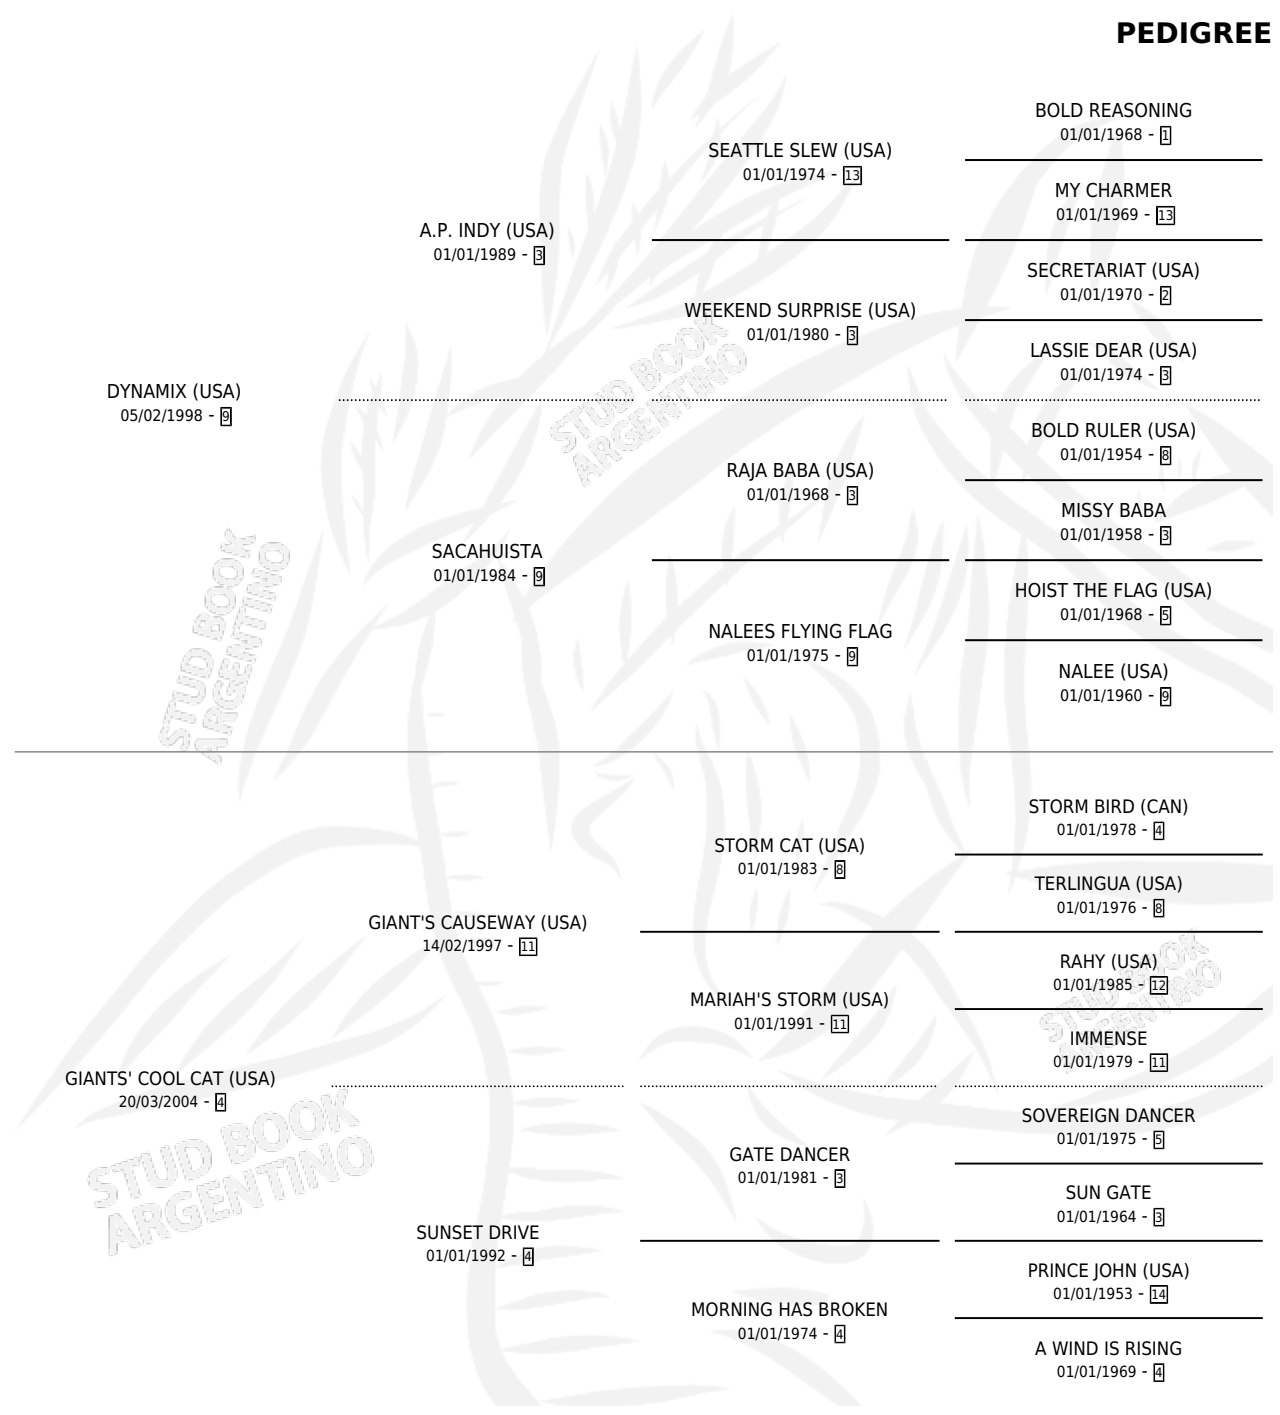 PEDIGREE
BOLD REASONING
01/01/1968 - 1
SEATTLE SLEW (USA)
01/01/1974 - 13
MY CHARMER
01/01/1969 - 13
A.P. INDY (USA)
01/01/1989 - 3
SECRETARIAT (USA)
01/01/1970 - 2
WEEKEND SURPRISE (USA)
01/01/1980 - 3
LASSIE DEAR (USA)
01/01/1974 - 3
DYNAMIX (USA)
05/02/1998 - 9
STUD BOOK
ARGENTINO
BOLD RULER (USA)
01/01/1954 - 8
RAJA BABA (USA)
01/01/1968 - 3
MISSY BABA
01/01/1958 - 3
SACAHUISTA
01/01/1984 - 9
HOIST THE FLAG (USA)
01/01/1968 - 5
NALEES FLYING FLAG
01/01/1975 - 9
NALEE (USA)
01/01/1960 - 9
STUD BOOK
ARGENTINO
STORM BIRD (CAN)
01/01/1978 - 4
STORM CAT (USA)
01/01/1983 - 8
TERLINGUA (USA)
01/01/1976 - 8
GIANT'S CAUSEWAY (USA)
14/02/1997 - 11
RAHY (USA)
01/01/1985 - 12
MARIAH'S STORM (USA)
01/01/1991 - 11
STUD BOOK
ARGENTINO
IMMENSE
01/01/1979 - 11
GIANTS' COOL CAT (USA)
20/03/2004 - 4
SOVEREIGN DANCER
01/01/1975 - 5
GATE DANCER
01/01/1981 - 3
STUD BOOK
ARGENTINO
SUN GATE
01/01/1964 - 3
SUNSET DRIVE
01/01/1992 - 4
PRINCE JOHN (USA)
01/01/1953 - 14
MORNING HAS BROKEN
01/01/1974 - 4
A WIND IS RISING
01/01/1969 - 4